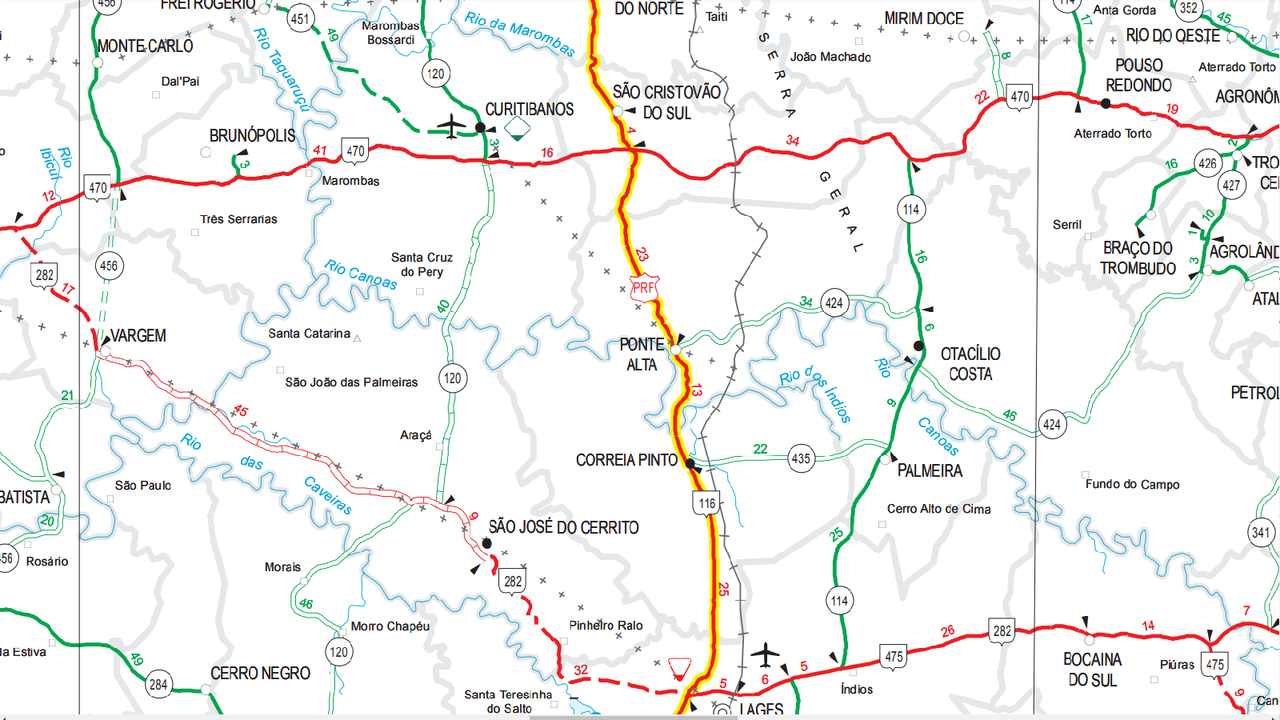 456
FREI ROGÉRIO
451
49
Marombas
Bossardi
Rio da Marombas
DO NORTE
Taiti
MIRIM DOCE
114
Anta Gorda
352
45
17
RIO DO OESTE
MONTE CARLO
Dal'Pai
Rio Taquaruçu
120
SERRA
João Machado
8
POUSO
REDONDO
Aterrado Torto
SÃO CRISTOVÃO
DO SUL
CURITIBANOS
22
470
19
AGRONÔM
Aterrado Torto
4
BRUNÓPOLIS
3
3
41
470
16
34
2
Rio
Ibicuí
Marombas
16
426
TRO
CE
427
12
470
GERAL
114
10
Três Serrarias
Serril
1
BRAÇO DO
TROMBUDO
AGROLÂN
3
23
16
Santa Cruz
do Pery
456
282
17
Rio Canoas
PRF
ATAL
40
34
424
6
VARGEM
Santa Catarina
PONTE
ALTA
OTACÍLIO
COSTA
Rio
Canoas
São João das Palmeiras
120
13
Rio dos Índios
9
21
45
46
424
PETROL
Araçá
Rio
das
Caveiras
CORREIA PINTO
22
435
PALMEIRA
BATISTA
São Paulo
116
Fundo do Campo
Cerro Alto de Cima
20
9
SÃO JOSÉ DO CERRITO
25
341
456
Rosário
Morais
282
25
46
114
Morro Chapéu
Pinheiro Ralo
7
26
282
14
la Estiva
120
475
475
49
CERRO NEGRO
284
32
5
6
5
BOCAINA
DO SUL
Piúras
Índios
Santa Teresinha
do Salto
9
LAGES
Car